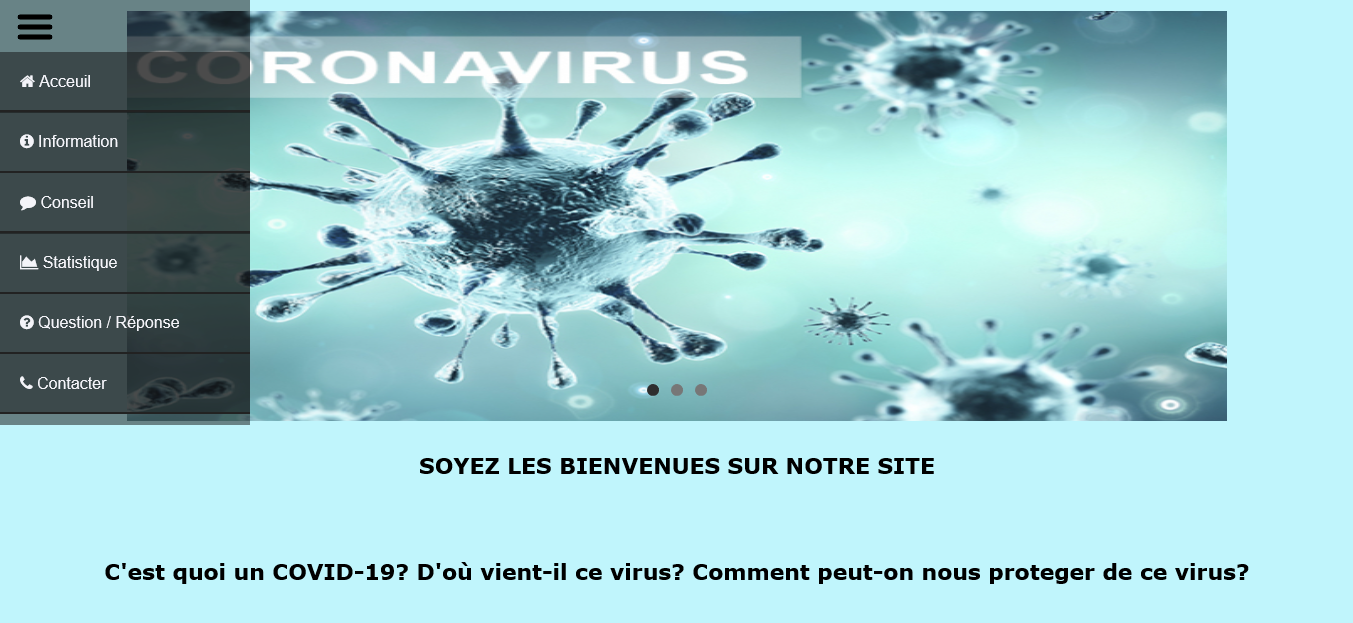 CORONAVIRUS
Acceuil
Information
Conseil
Statistique
Question / Réponse
Contacter
SOYEZ LES BIENVENUES SUR NOTRE SITE
C'est quoi un COVID-19? D'où vient-il ce virus? Comment peut-on nous proteger de ce virus?